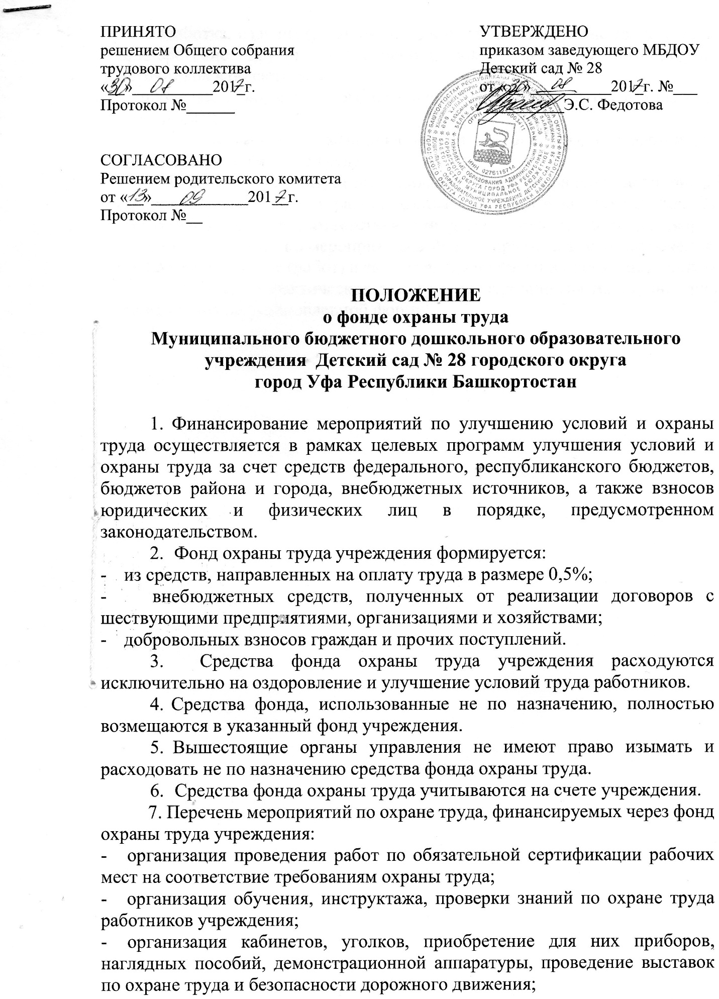 ПРИНЯТО
решением Общего собрания
трудового коллектива
«30» 08 2017 г.
Протокол №______
УТВЕРЖДЕНО
приказом заведующего МБДОУ
Детский сад № 28
от «30» 08 2017 г. №___
Э.С. Федотова
ИНН 0276115714
СОГЛАСОВАНО
Решением родительского комитета
от «13» 09 2017 г.
Протокол №__
ПОЛОЖЕНИЕ
о фонде охраны труда
Муниципального бюджетного дошкольного образовательного
учреждения Детский сад № 28 городского округа
город Уфа Республики Башкортостан
1. Финансирование мероприятий по улучшению условий и охраны
труда осуществляется в рамках целевых программ улучшения условий и
охраны труда за счет средств федерального, республиканского бюджетов,
бюджетов района и города, внебюджетных источников, а также взносов
юридических и физических лиц в порядке, предусмотренном
законодательством.
2. Фонд охраны труда учреждения формируется:
- из средств, направленных на оплату труда в размере 0,5%;
- внебюджетных средств, полученных от реализации договоров с
шествующими предприятиями, организациями и хозяйствами;
- добровольных взносов граждан и прочих поступлений.
3. Средства фонда охраны труда учреждения расходуются
исключительно на оздоровление и улучшение условий труда работников.
4. Средства фонда, использованные не по назначению, полностью
возмещаются в указанный фонд учреждения.
5. Вышестоящие органы управления не имеют право изымать и
расходовать не по назначению средства фонда охраны труда.
6. Средства фонда охраны труда учитываются на счете учреждения.
7. Перечень мероприятий по охране труда, финансируемых через фонд
охраны труда учреждения:
- организация проведения работ по обязательной сертификации рабочих
мест на соответствие требованиям охраны труда;
- организация обучения, инструктажа, проверки знаний по охране труда
работников учреждения;
- организация кабинетов, уголков, приобретение для них приборов,
наглядных пособий, демонстрационной аппаратуры, проведение выставок
по охране труда и безопасности дорожного движения;